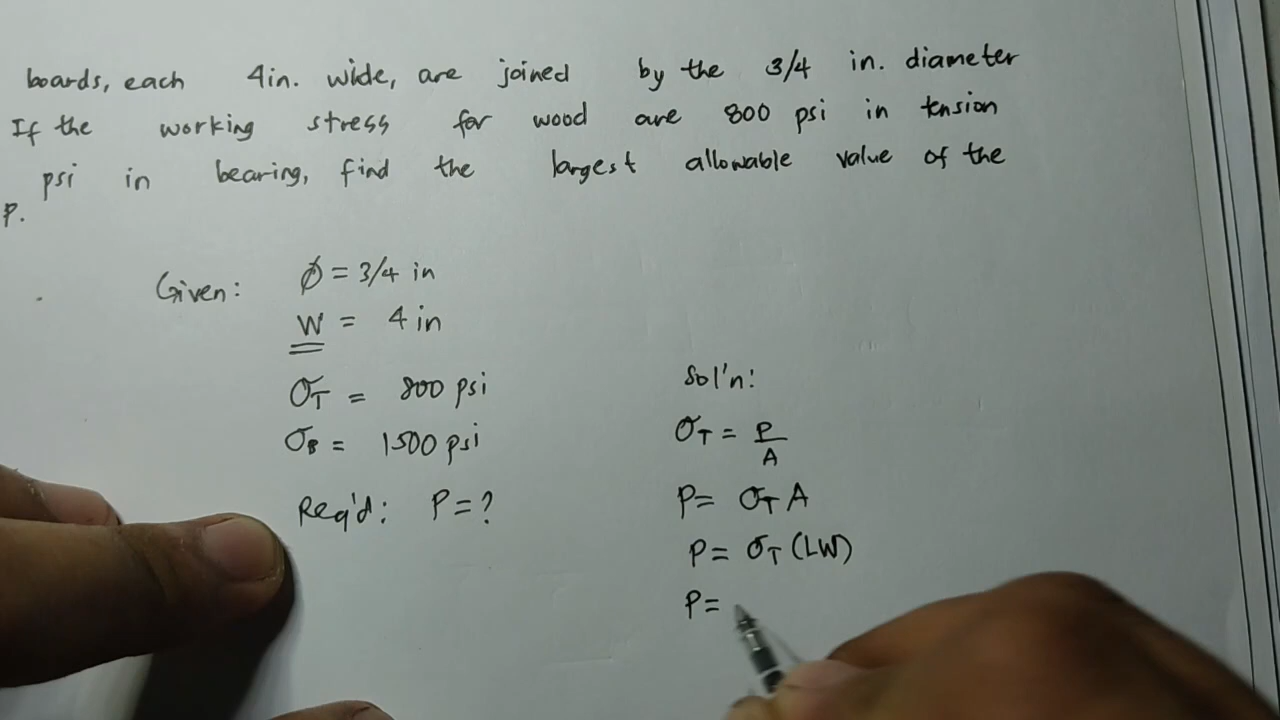 boards, each 4in. wide, are joined by the 3/4 in. diameter
If the working stress for wood are 800 psi in tension
psi in bearing, find the largest allowable value of the
P.
Given: Ø = 3/4 in
W = 4 in
σT = 800 psi
σB = 1500 psi
Req'd: P = ?
Sol'n:
σT = P/A
P = σT A
P = σT (LW)
P =